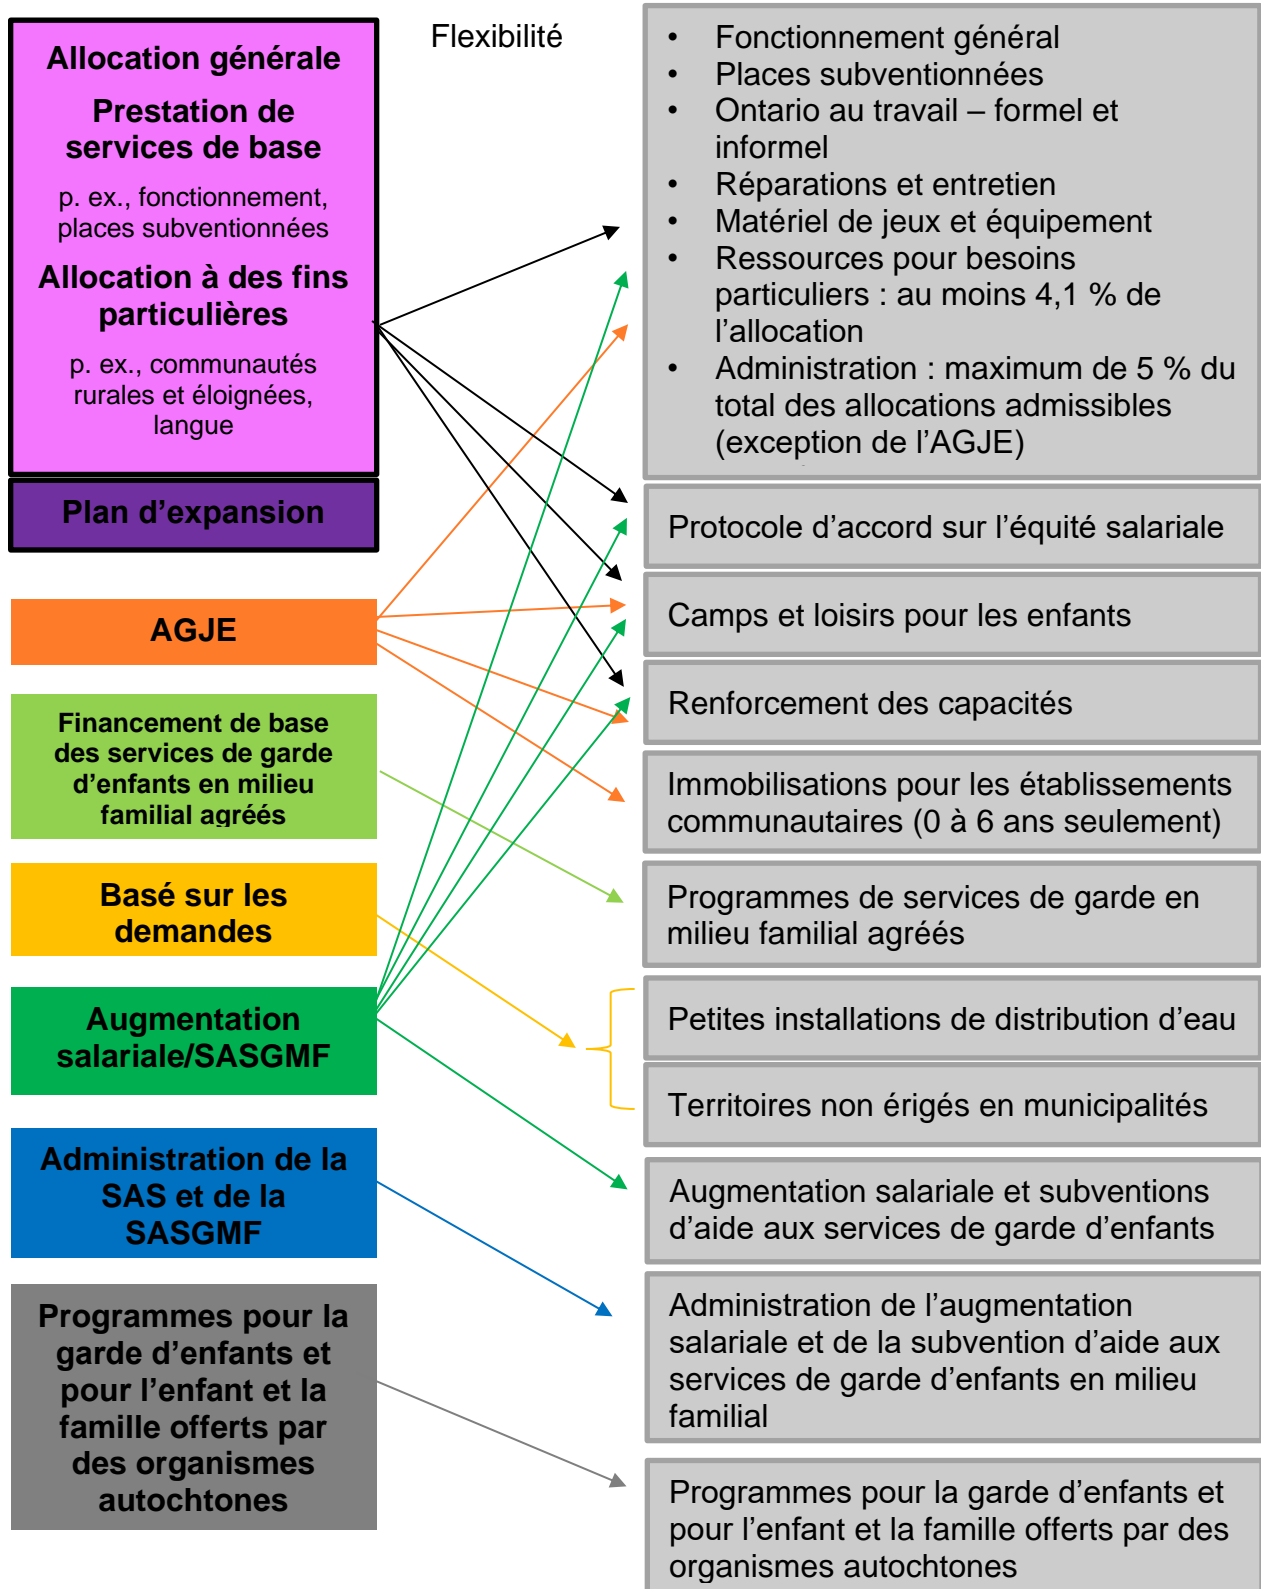 Allocation générale
Prestation de
services de base
p. ex., fonctionnement,
places subventionnées
Allocation à des fins
particulières
p. ex., communautés
rurales et éloignées,
langue
Plan d’expansion
AGJE
Financement de base
des services de garde
d’enfants en milieu
familial agréés
Basé sur les
demandes
Augmentation
salariale/SASGMF
Administration de la
SAS et de la
SASGMF
Programmes pour la
garde d’enfants et
pour l’enfant et la
famille offerts par
des organismes
autochtones
Flexibilité
• Fonctionnement général
• Places subventionnées
• Ontario au travail – formel et
informel
• Réparations et entretien
• Matériel de jeux et équipement
• Ressources pour besoins
particuliers : au moins 4,1 % de
l’allocation
• Administration : maximum de 5 % du
total des allocations admissibles
(exception de l’AGJE)
Protocole d’accord sur l’équité salariale
Camps et loisirs pour les enfants
Renforcement des capacités
Immobilisations pour les établissements
communautaires (0 à 6 ans seulement)
Programmes de services de garde en
milieu familial agréés
Petites installations de distribution d’eau
Territoires non érigés en municipalités
Augmentation salariale et subventions
d’aide aux services de garde d’enfants
Administration de l’augmentation
salariale et de la subvention d’aide aux
services de garde d’enfants en milieu
familial
Programmes pour la garde d’enfants et
pour l’enfant et la famille offerts par des
organismes autochtones